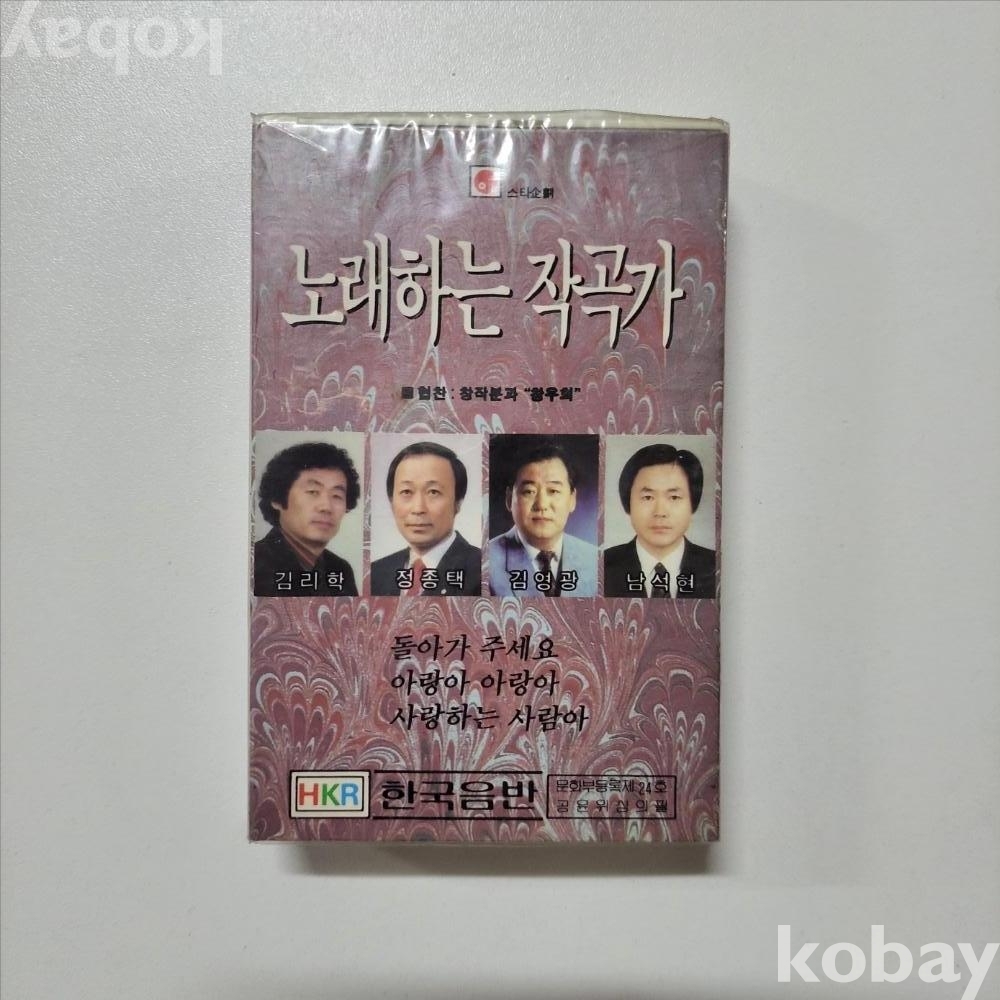 kobay
스타企劃
노래하는 작곡가
협찬 : 창작분과 "창우회"
김리학
정종택
김영광
남석현
돌아가 주세요
아랑아 아랑아
사랑하는 사람아
HKR 한국음반
문화부등록제24호
공윤위심의필
kobay